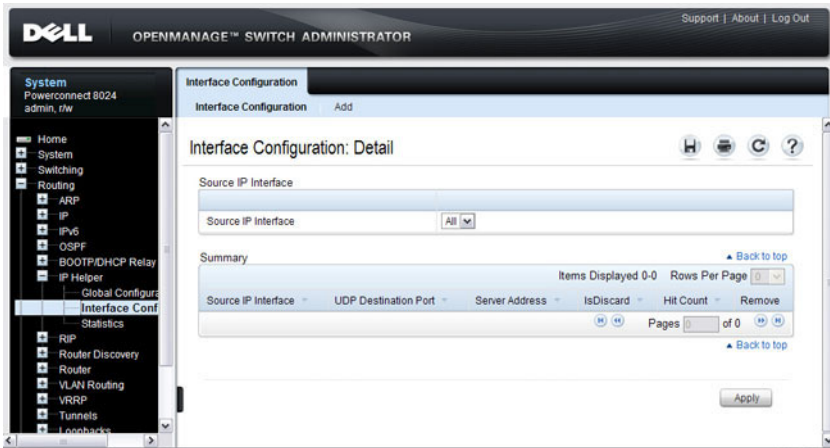 Support | About | Log Out
DELL
OPENMANAGE™ SWITCH ADMINISTRATOR
System
Powerconnect 8024
admin, r/w
Home
System
Switching
Routing
ARP
IP
IPv6
OSPF
BOOTP/DHCP Relay
IP Helper
Global Configura
Interface Conf
Statistics
RIP
Router Discovery
Router
VLAN Routing
VRRP
Tunnels
Loopbacks
Interface Configuration
Interface Configuration Add
Interface Configuration: Detail
Source IP Interface
Source IP Interface All
Summary Back to top
Items Displayed 0-0 Rows Per Page 0
Source IP Interface UDP Destination Port Server Address IsDiscard Hit Count Remove
Pages 0 of 0
Back to top
Apply